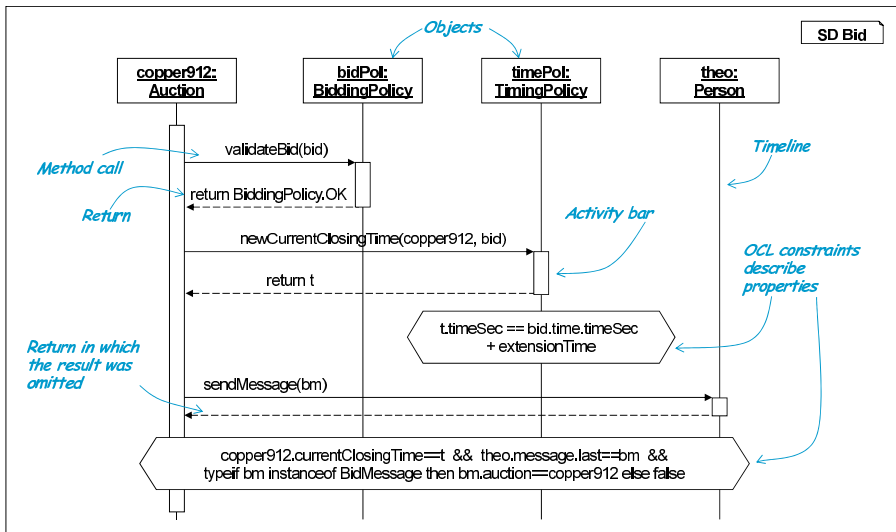 Objects
SD Bid
copper912:
Auction
bidPol:
BiddingPolicy
timePol:
TimingPolicy
theo:
Person
validateBid(bid)
Method call
Timeline
return BiddingPolicy.OK
Return
Activity bar
newCurrentClosingTime(copper912, bid)
OCL constraints
describe
properties
return t
t.timeSec == bid.time.timeSec
+ extensionTime
Return in which
the result was
omitted
sendMessage(bm)
copper912.currentClosingTime==t && theo.message.last==bm &&
typeif bm instanceof BidMessage then bm.auction==copper912 else false